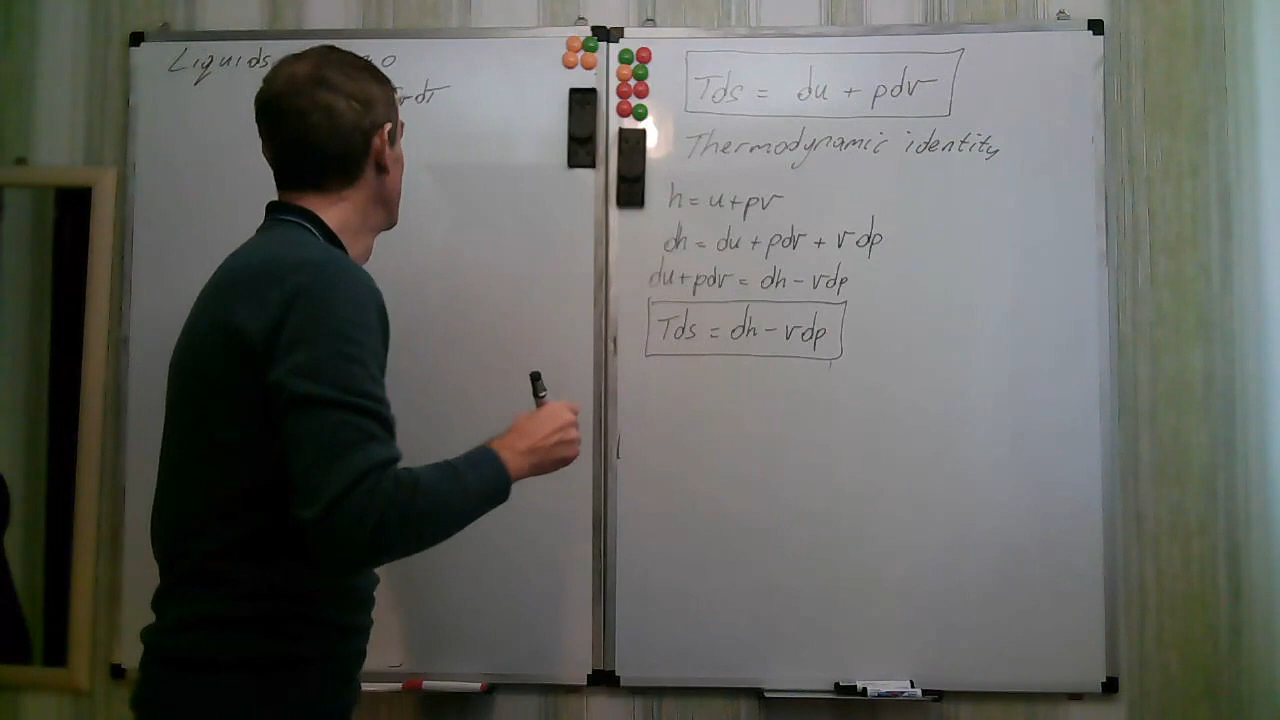 Liquids
Tds = du + pdv
Thermodynamic identity
h = u + pv
dh = du + pdv + vdp
du + pdv = dh - vdp
Tds = dh - vdp